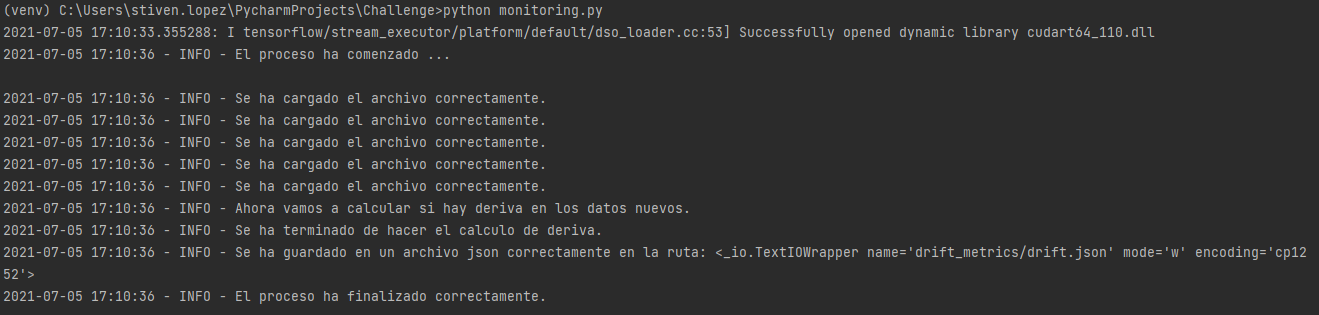 (venv) C:\Users\stiven.lopez\PycharmProjects\Challenge>python monitoring.py
2021-07-05 17:10:33.355288: I tensorflow/stream_executor/platform/default/dso_loader.cc:53] Successfully opened dynamic library cudart64_110.dll
2021-07-05 17:10:36 - INFO - El proceso ha comenzado ...
2021-07-05 17:10:36 - INFO - Se ha cargado el archivo correctamente.
2021-07-05 17:10:36 - INFO - Se ha cargado el archivo correctamente.
2021-07-05 17:10:36 - INFO - Se ha cargado el archivo correctamente.
2021-07-05 17:10:36 - INFO - Se ha cargado el archivo correctamente.
2021-07-05 17:10:36 - INFO - Se ha cargado el archivo correctamente.
2021-07-05 17:10:36 - INFO - Ahora vamos a calcular si hay deriva en los datos nuevos.
2021-07-05 17:10:36 - INFO - Se ha terminado de hacer el calculo de deriva.
2021-07-05 17:10:36 - INFO - Se ha guardado en un archivo json correctamente en la ruta: <_io.TextIOWrapper name='drift_metrics/drift.json' mode='w' encoding='cp12
52'>
2021-07-05 17:10:36 - INFO - El proceso ha finalizado correctamente.